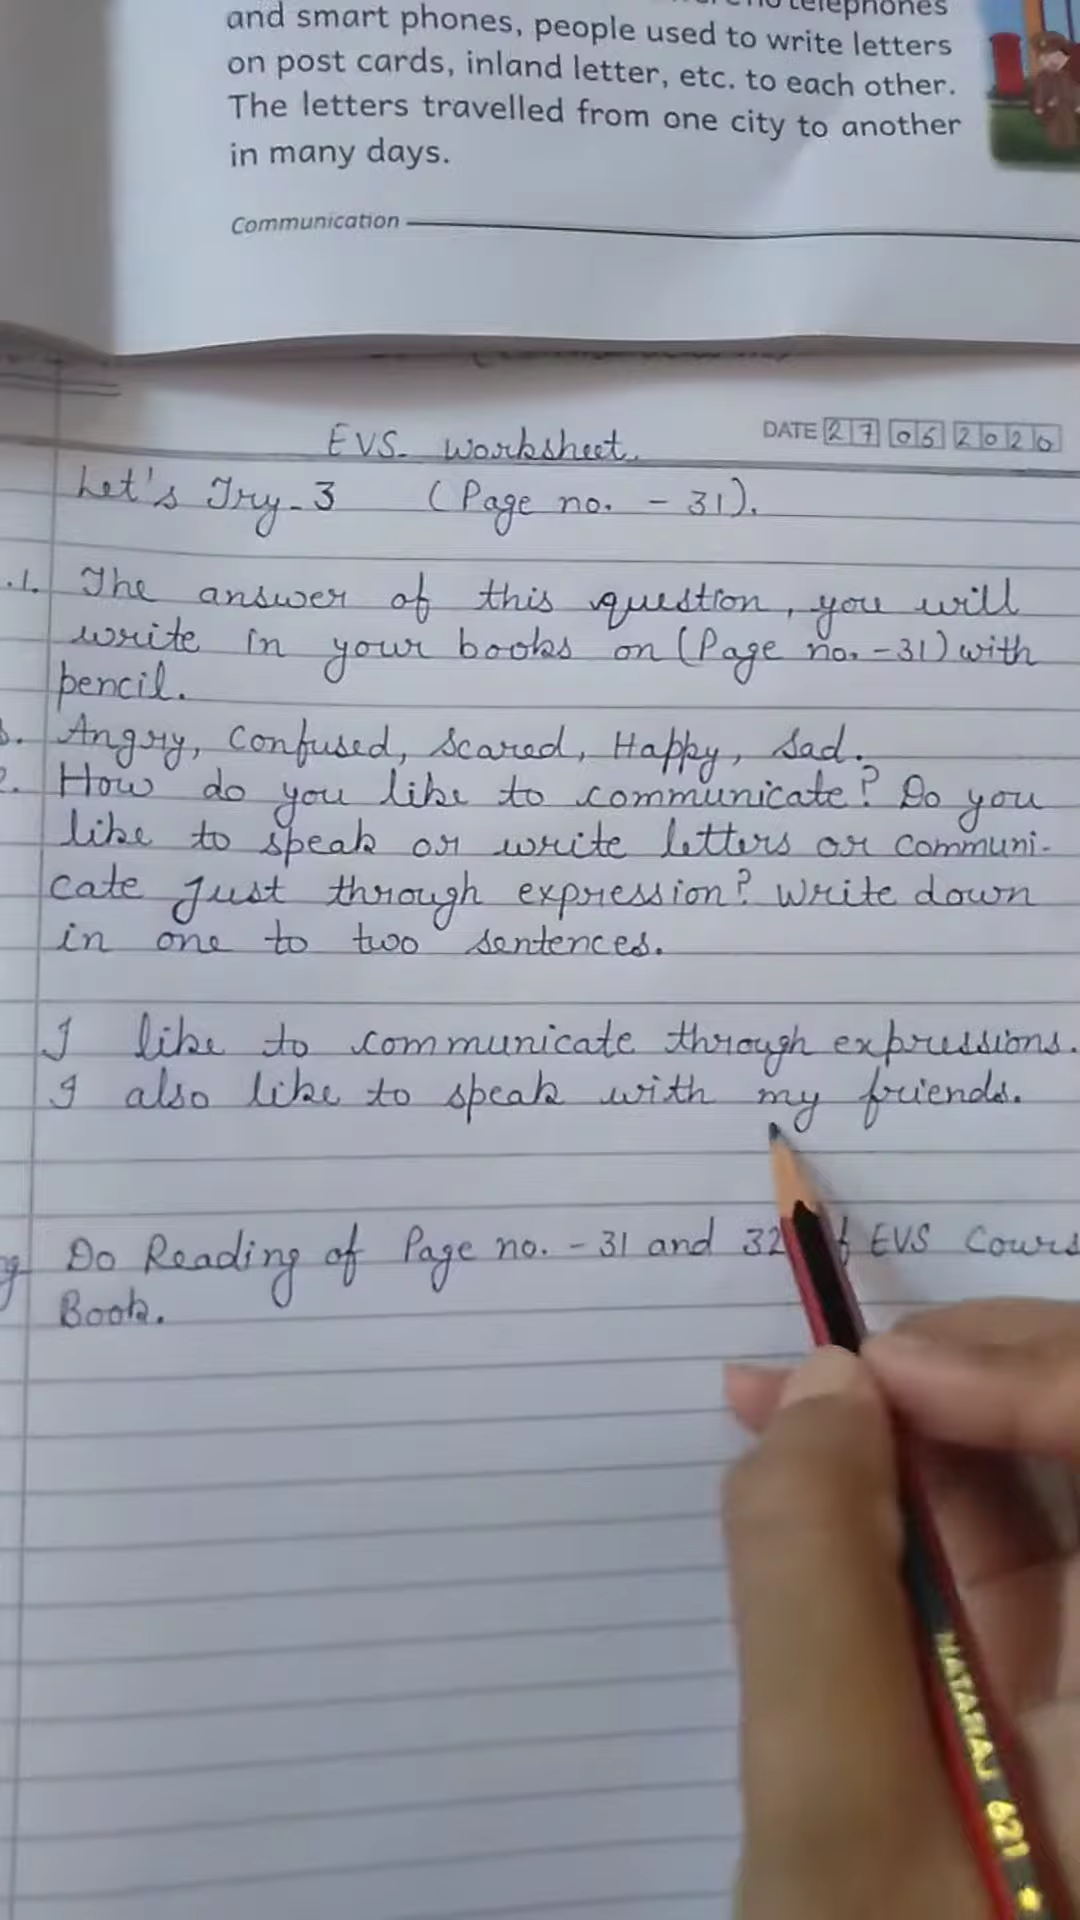 telephones
and smart phones, people used to write letters
on post cards, inland letter, etc. to each other.
The letters travelled from one city to another
in many days.
Communication
DATE 27 05 2020
EVS Worksheet.
Let's Try-3 (Page no. - 31).
.1. The answer of this question, you will
write in your books on (Page no. -31) with
pencil.
Angry, Confused, Scared, Happy, Sad.
How do you like to communicate? Do you
like to speak or write letters or communi-
cate just through expression? Write down
in one to two sentences.
I like to communicate through expressions.
I also like to speak with my friends.
Do Reading of Page no. - 31 and 32 EVS Cours
Book.
NATARAJ 621